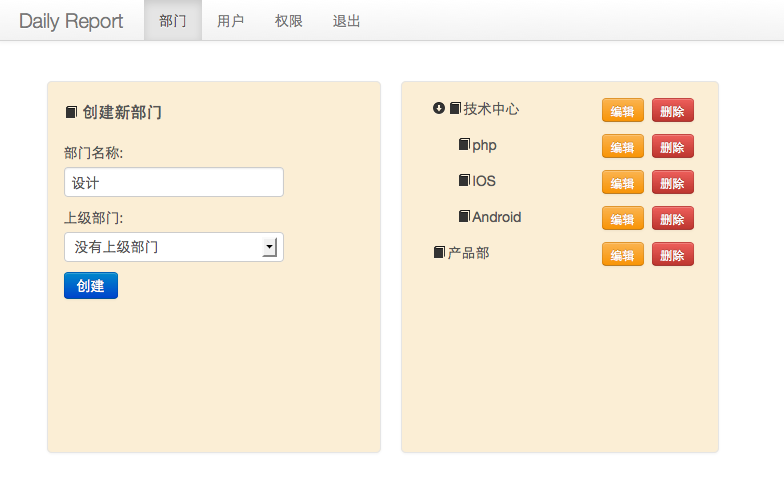 Daily Report 部门 用户 权限 退出
创建新部门
部门名称:
设计
上级部门:
没有上级部门
创建
技术中心 编辑 删除
php 编辑 删除
IOS 编辑 删除
Android 编辑 删除
产品部 编辑 删除